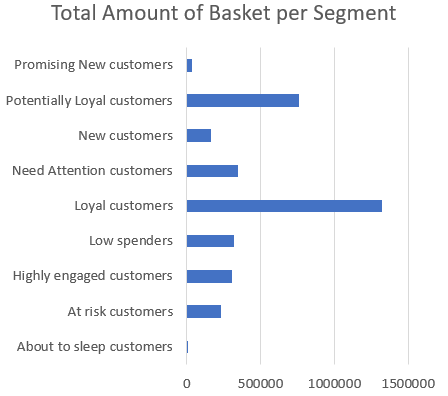 Total Amount of Basket per Segment
Promising New customers
Potentially Loyal customers
New customers
Need Attention customers
Loyal customers
Low spenders
Highly engaged customers
At risk customers
About to sleep customers
0 500000 1000000 1500000